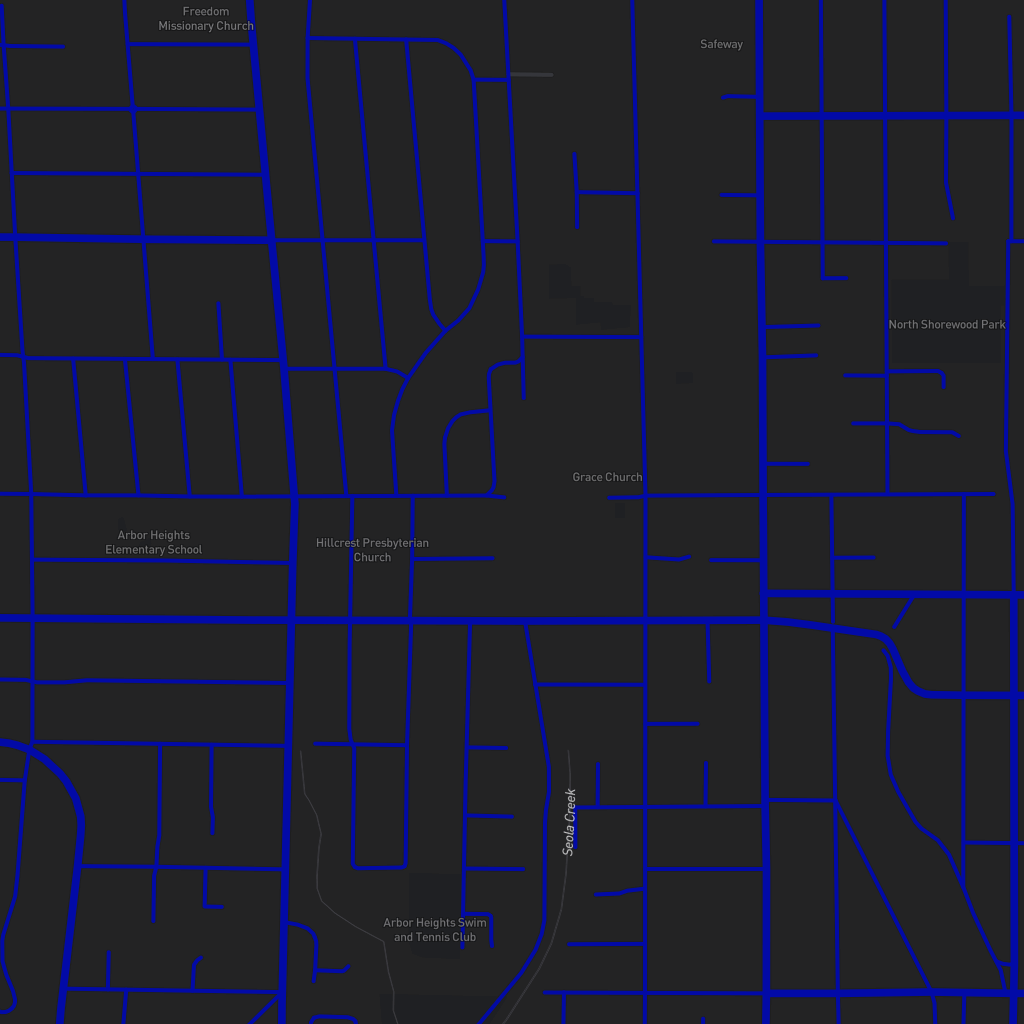 Freedom
Missionary Church
Safeway
North Shorewood Park
Grace Church
Arbor Heights
Elementary School
Hillcrest Presbyterian
Church
Seola Creek
Arbor Heights Swim
and Tennis Club